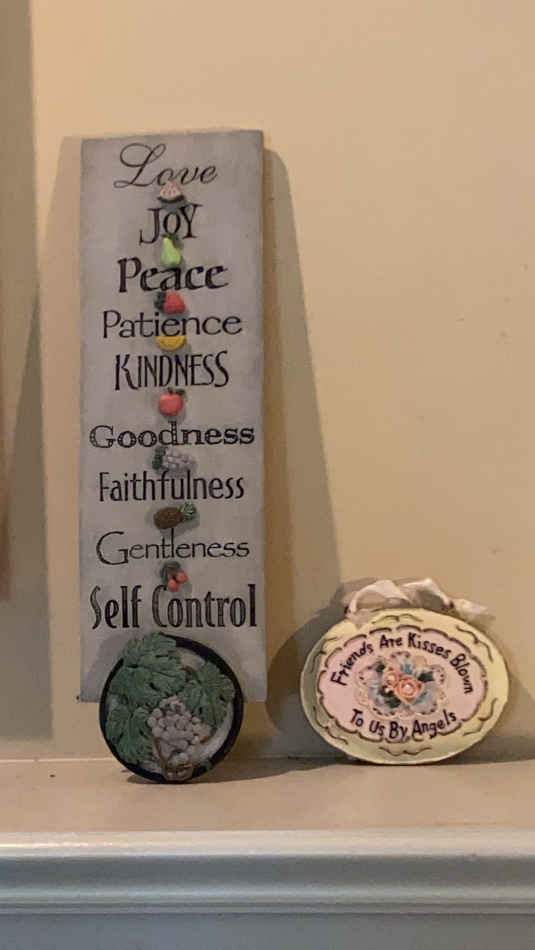 Love
JOY
Peace
Patience
KINDNESS
Goodness
Faithfulness
Gentleness
Self Control
Friends Are Kisses Blown
To Us By Angels